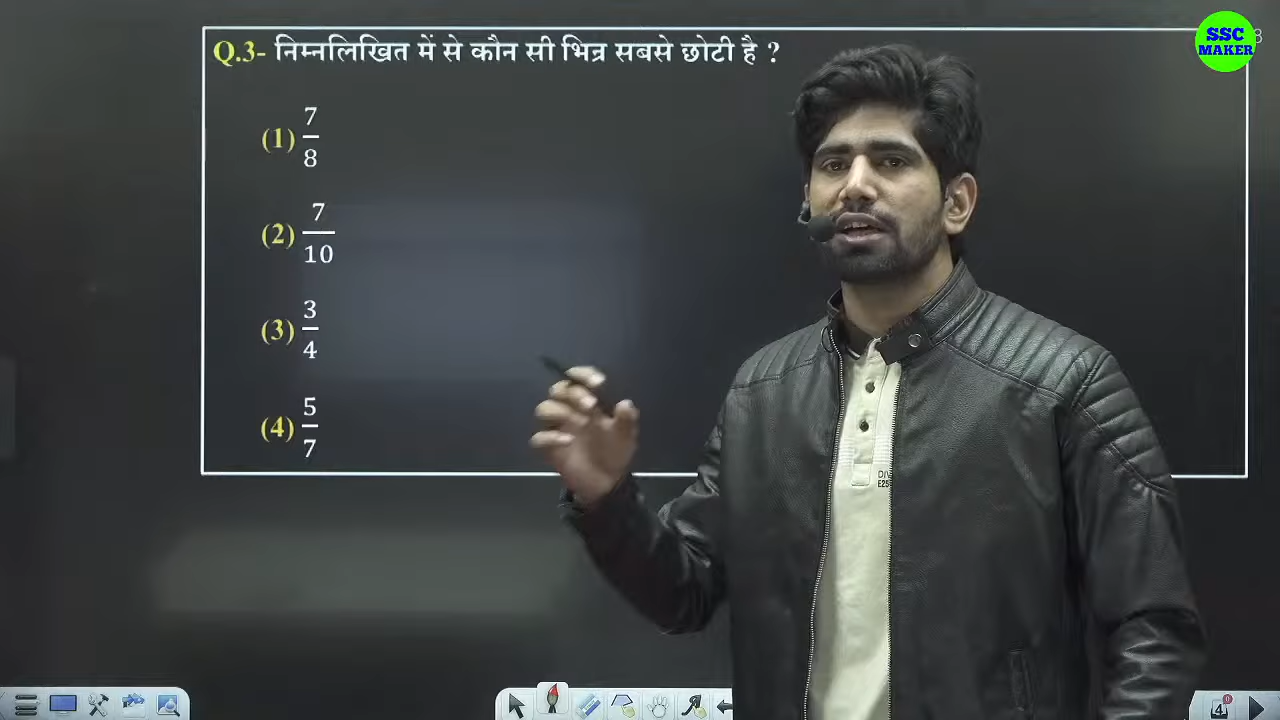 Q.3- निम्नलिखित में से कौन सी भिन्न सबसे छोटी है ?
(1) 7/8
(2) 7/10
(3) 3/4
(4) 5/7
SSC
MAKER